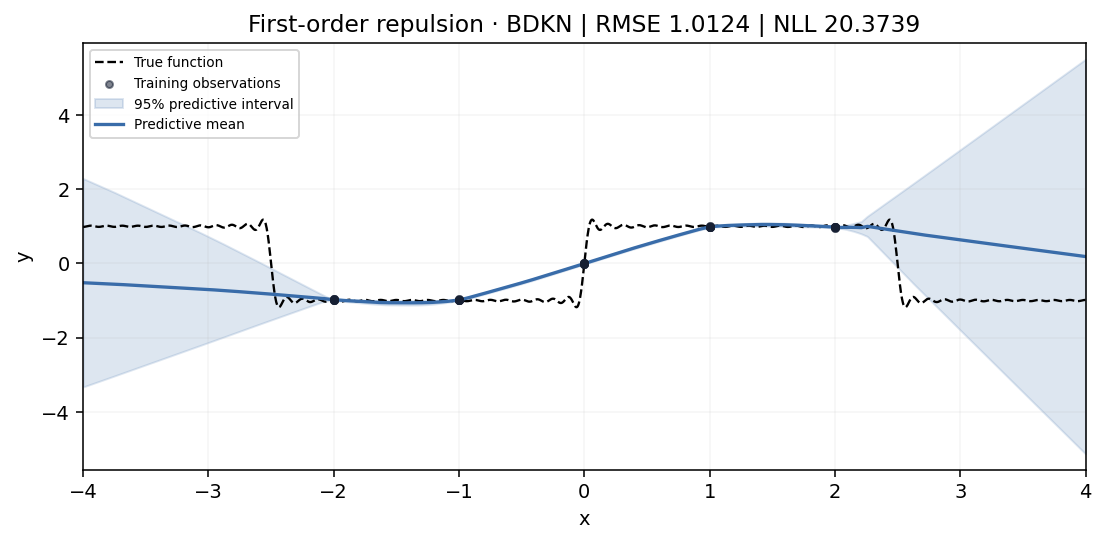 First-order repulsion · BDKN | RMSE 1.0124 | NLL 20.3739
True function
Training observations
95% predictive interval
Predictive mean
4
2
0
−2
−4
y
−4 −3 −2 −1 0 1 2 3 4
x